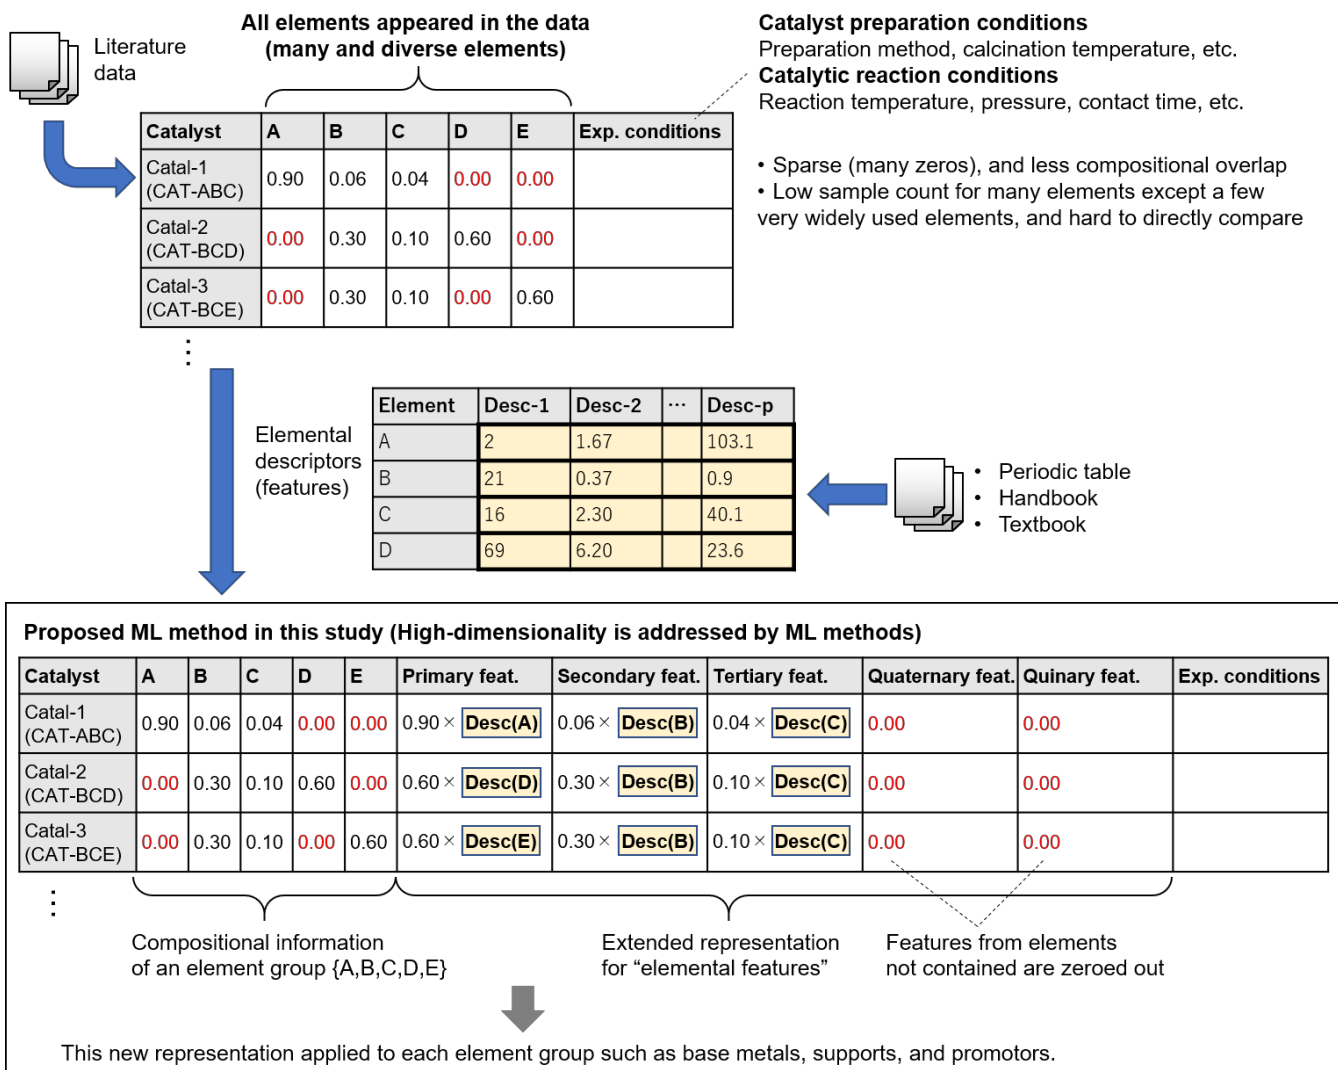 Literature
data
All elements appeared in the data
(many and diverse elements)
Catalyst preparation conditions
Preparation method, calcination temperature, etc.
Catalytic reaction conditions
Reaction temperature, pressure, contact time, etc.
Catalyst A B C D E Exp. conditions
Catal-1
(CAT-ABC) 0.90 0.06 0.04 0.00 0.00
Catal-2
(CAT-BCD) 0.00 0.30 0.10 0.60 0.00
Catal-3
(CAT-BCE) 0.00 0.30 0.10 0.00 0.60
⋮
• Sparse (many zeros), and less compositional overlap
• Low sample count for many elements except a few
very widely used elements, and hard to directly compare
Elemental
descriptors
(features)
Element Desc-1 Desc-2 ⋯ Desc-p
A 2 1.67 103.1
B 21 0.37 0.9
C 16 2.30 40.1
D 69 6.20 23.6
• Periodic table
• Handbook
• Textbook
Proposed ML method in this study (High-dimensionality is addressed by ML methods)
Catalyst A B C D E Primary feat. Secondary feat. Tertiary feat. Quaternary feat. Quinary feat. Exp. conditions
Catal-1
(CAT-ABC) 0.90 0.06 0.04 0.00 0.00 0.90 × Desc(A) 0.06 × Desc(B) 0.04 × Desc(C) 0.00 0.00
Catal-2
(CAT-BCD) 0.00 0.30 0.10 0.60 0.00 0.60 × Desc(D) 0.30 × Desc(B) 0.10 × Desc(C) 0.00 0.00
Catal-3
(CAT-BCE) 0.00 0.30 0.10 0.00 0.60 0.60 × Desc(E) 0.30 × Desc(B) 0.10 × Desc(C) 0.00 0.00
⋮
Compositional information
of an element group {A,B,C,D,E}
Extended representation
for “elemental features”
Features from elements
not contained are zeroed out
This new representation applied to each element group such as base metals, supports, and promotors.